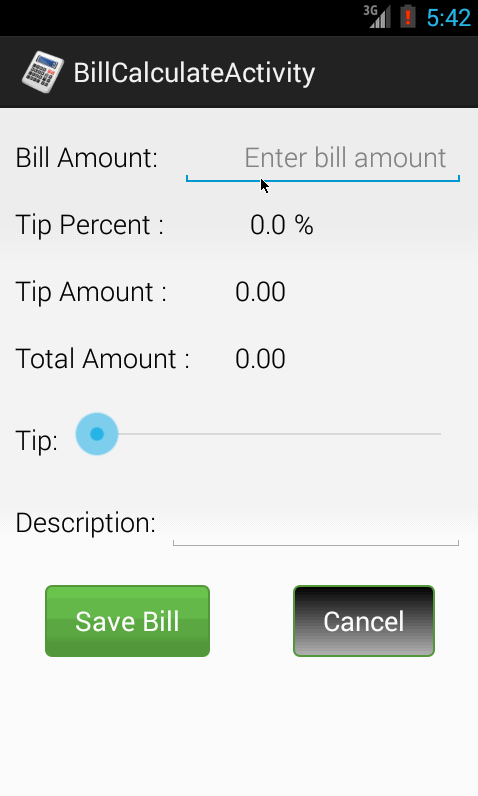 3G 5:42
BillCalculateActivity
Bill Amount: Enter bill amount
Tip Percent : 0.0 %
Tip Amount : 0.00
Total Amount : 0.00
Tip:
Description:
Save Bill Cancel